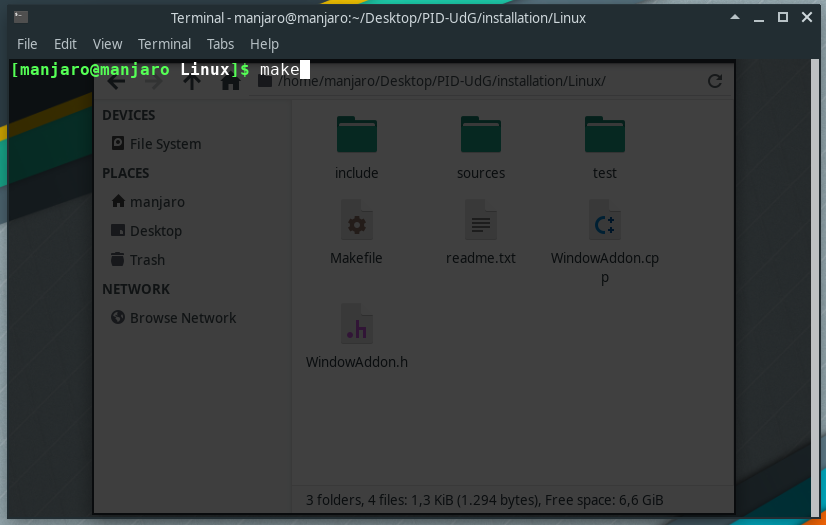 Terminal - manjaro@manjaro:~/Desktop/PID-UdG/installation/Linux
File Edit View Terminal Tabs Help
[manjaro@manjaro Linux]$ make
/home/manjaro/Desktop/PID-UdG/installation/Linux/
DEVICES
File System
PLACES
manjaro
Desktop
Trash
NETWORK
Browse Network
include sources test
Makefile readme.txt WindowAddon.cp
p
WindowAddon.h
3 folders, 4 files: 1,3 KiB (1.294 bytes), Free space: 6,6 GiB